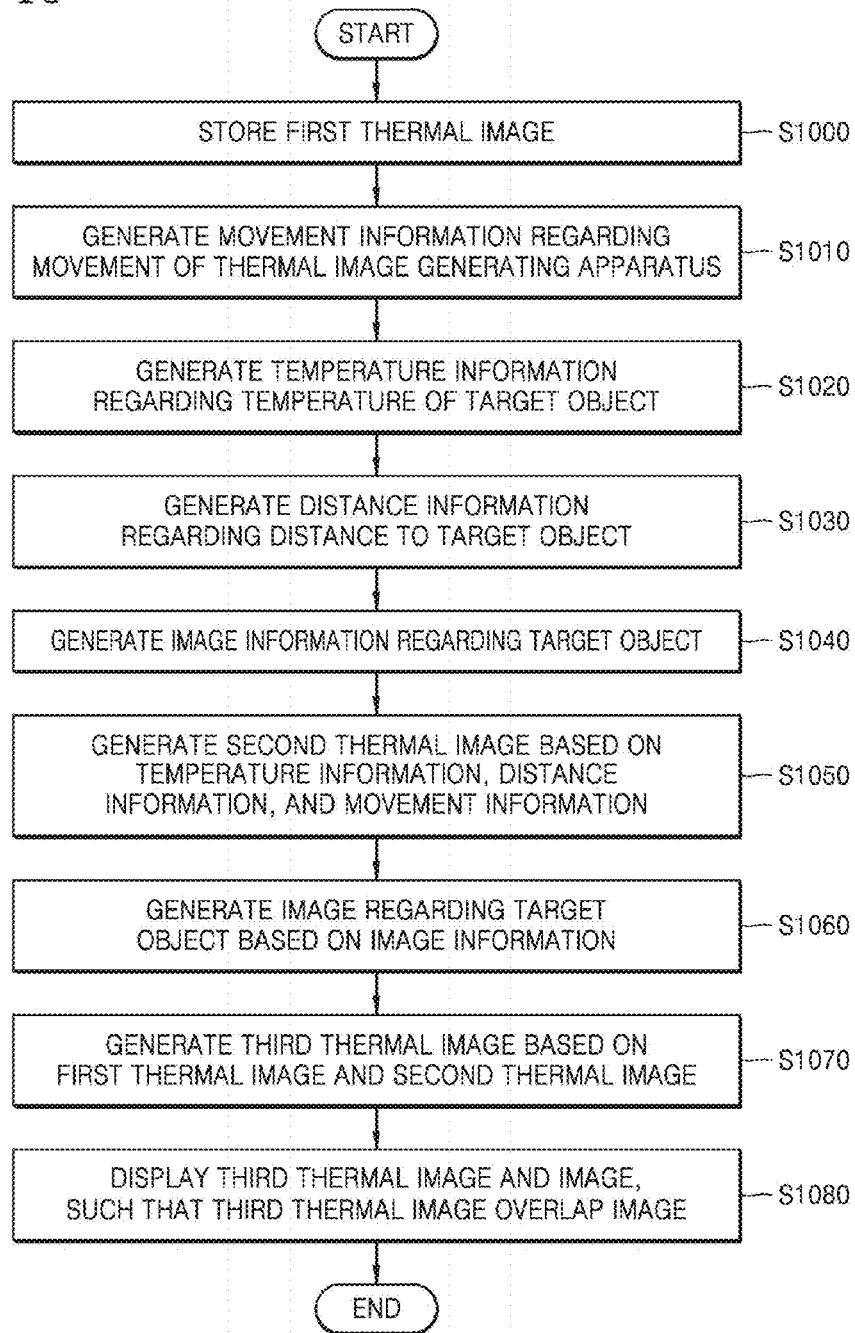 START
STORE FIRST THERMAL IMAGE
S1000
GENERATE MOVEMENT INFORMATION REGARDING
MOVEMENT OF THERMAL IMAGE GENERATING APPARATUS
S1010
GENERATE TEMPERATURE INFORMATION
REGARDING TEMPERATURE OF TARGET OBJECT
S1020
GENERATE DISTANCE INFORMATION
REGARDING DISTANCE TO TARGET OBJECT
S1030
GENERATE IMAGE INFORMATION REGARDING TARGET OBJECT
S1040
GENERATE SECOND THERMAL IMAGE BASED ON
TEMPERATURE INFORMATION, DISTANCE
INFORMATION, AND MOVEMENT INFORMATION
S1050
GENERATE IMAGE REGARDING TARGET
OBJECT BASED ON IMAGE INFORMATION
S1060
GENERATE THIRD THERMAL IMAGE BASED ON
FIRST THERMAL IMAGE AND SECOND THERMAL IMAGE
S1070
DISPLAY THIRD THERMAL IMAGE AND IMAGE,
SUCH THAT THIRD THERMAL IMAGE OVERLAP IMAGE
S1080
END